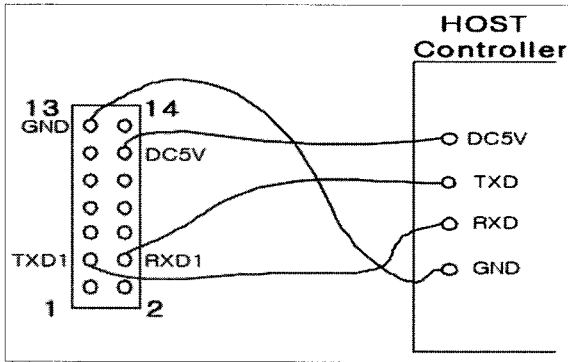 HOST
Controller
13 14
GND
DC5V
DC5V
TXD
RXD
TXD1 RXD1
GND
1 2